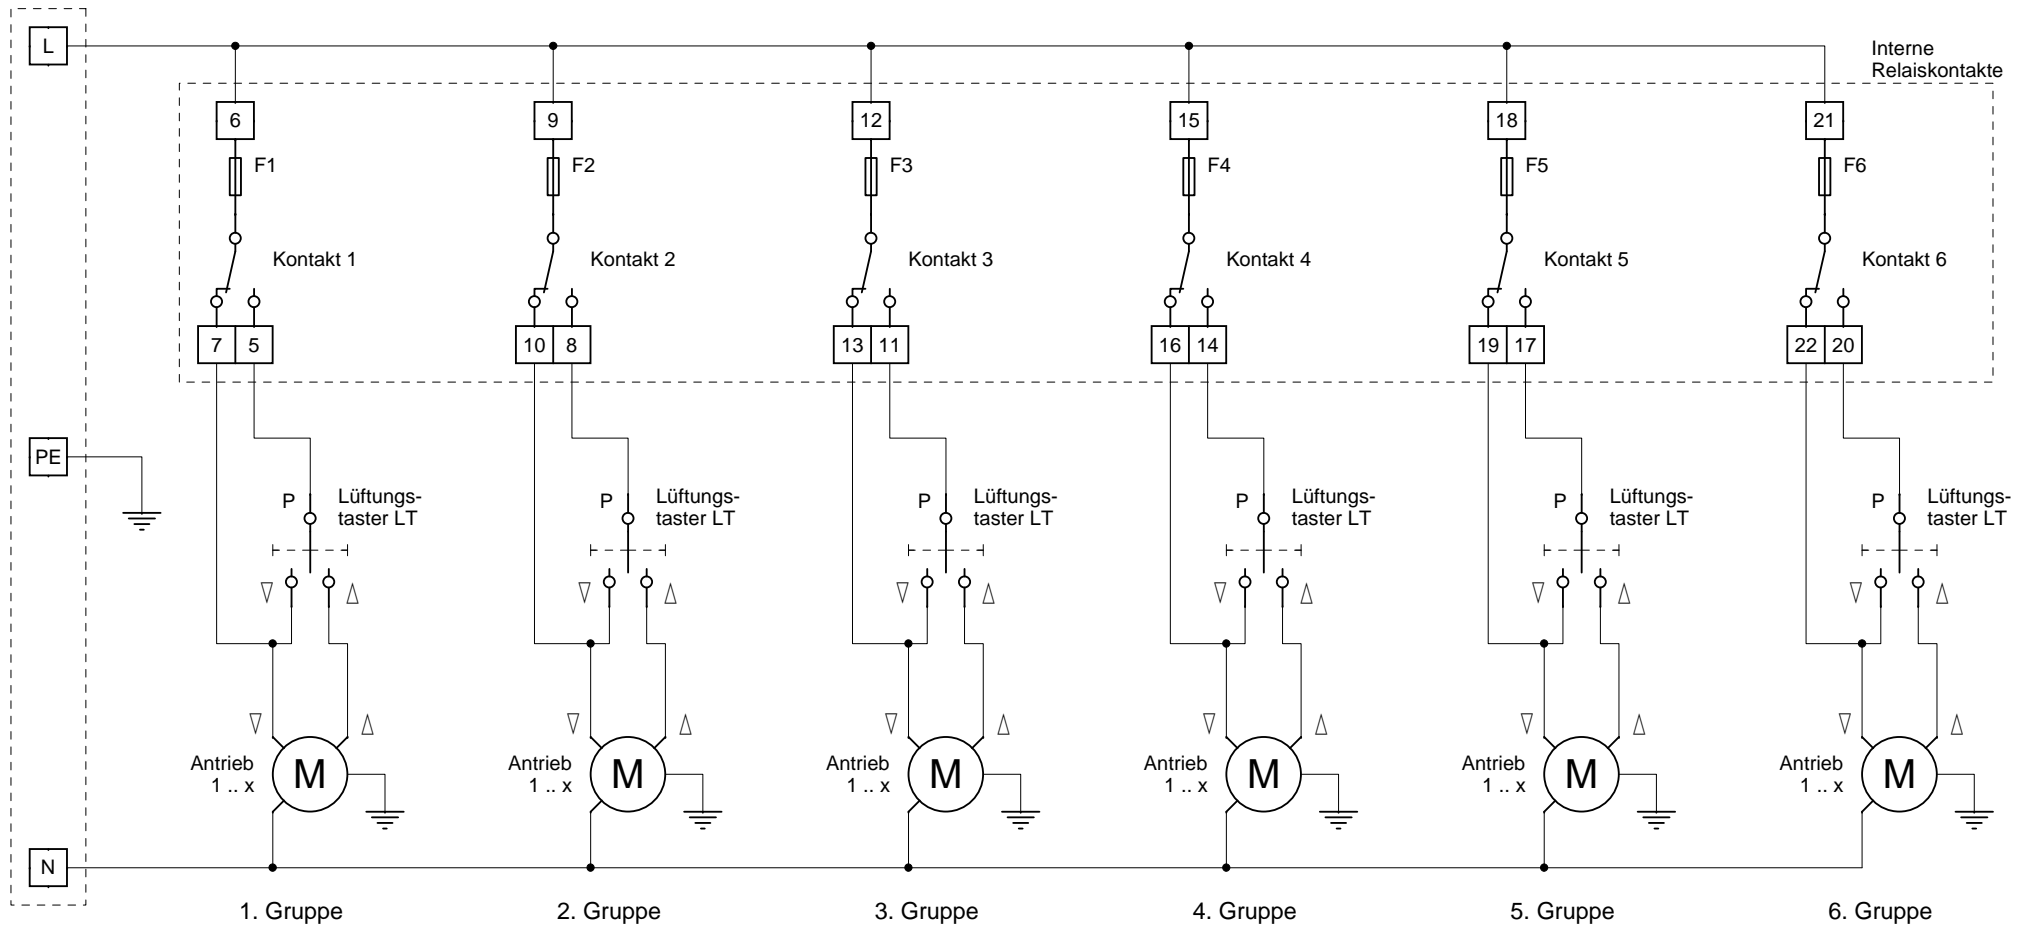 L
Interne
Relaiskontakte
6 9 12 15 18 21
F1 F2 F3 F4 F5 F6
Kontakt 1 Kontakt 2 Kontakt 3 Kontakt 4 Kontakt 5 Kontakt 6
7 5 10 8 13 11 16 14 19 17 22 20
PE
P Lüftungs- P Lüftungs- P Lüftungs- P Lüftungs- P Lüftungs- P Lüftungs-
taster LT taster LT taster LT taster LT taster LT taster LT
Antrieb M Antrieb M Antrieb M Antrieb M Antrieb M Antrieb M
1 .. x 1 .. x 1 .. x 1 .. x 1 .. x 1 .. x
N
1. Gruppe 2. Gruppe 3. Gruppe 4. Gruppe 5. Gruppe 6. Gruppe